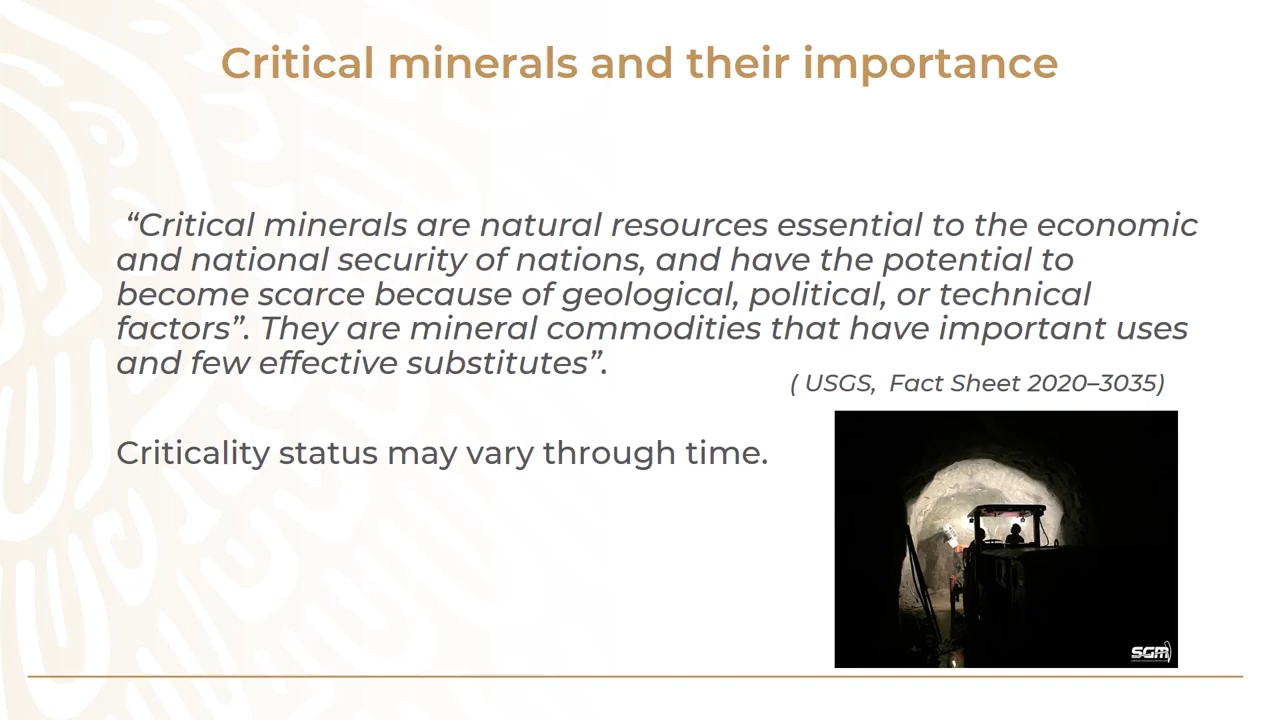 Critical minerals and their importance
“Critical minerals are natural resources essential to the economic
and national security of nations, and have the potential to
become scarce because of geological, political, or technical
factors”. They are mineral commodities that have important uses
and few effective substitutes”.
( USGS, Fact Sheet 2020–3035)
Criticality status may vary through time.
SGM